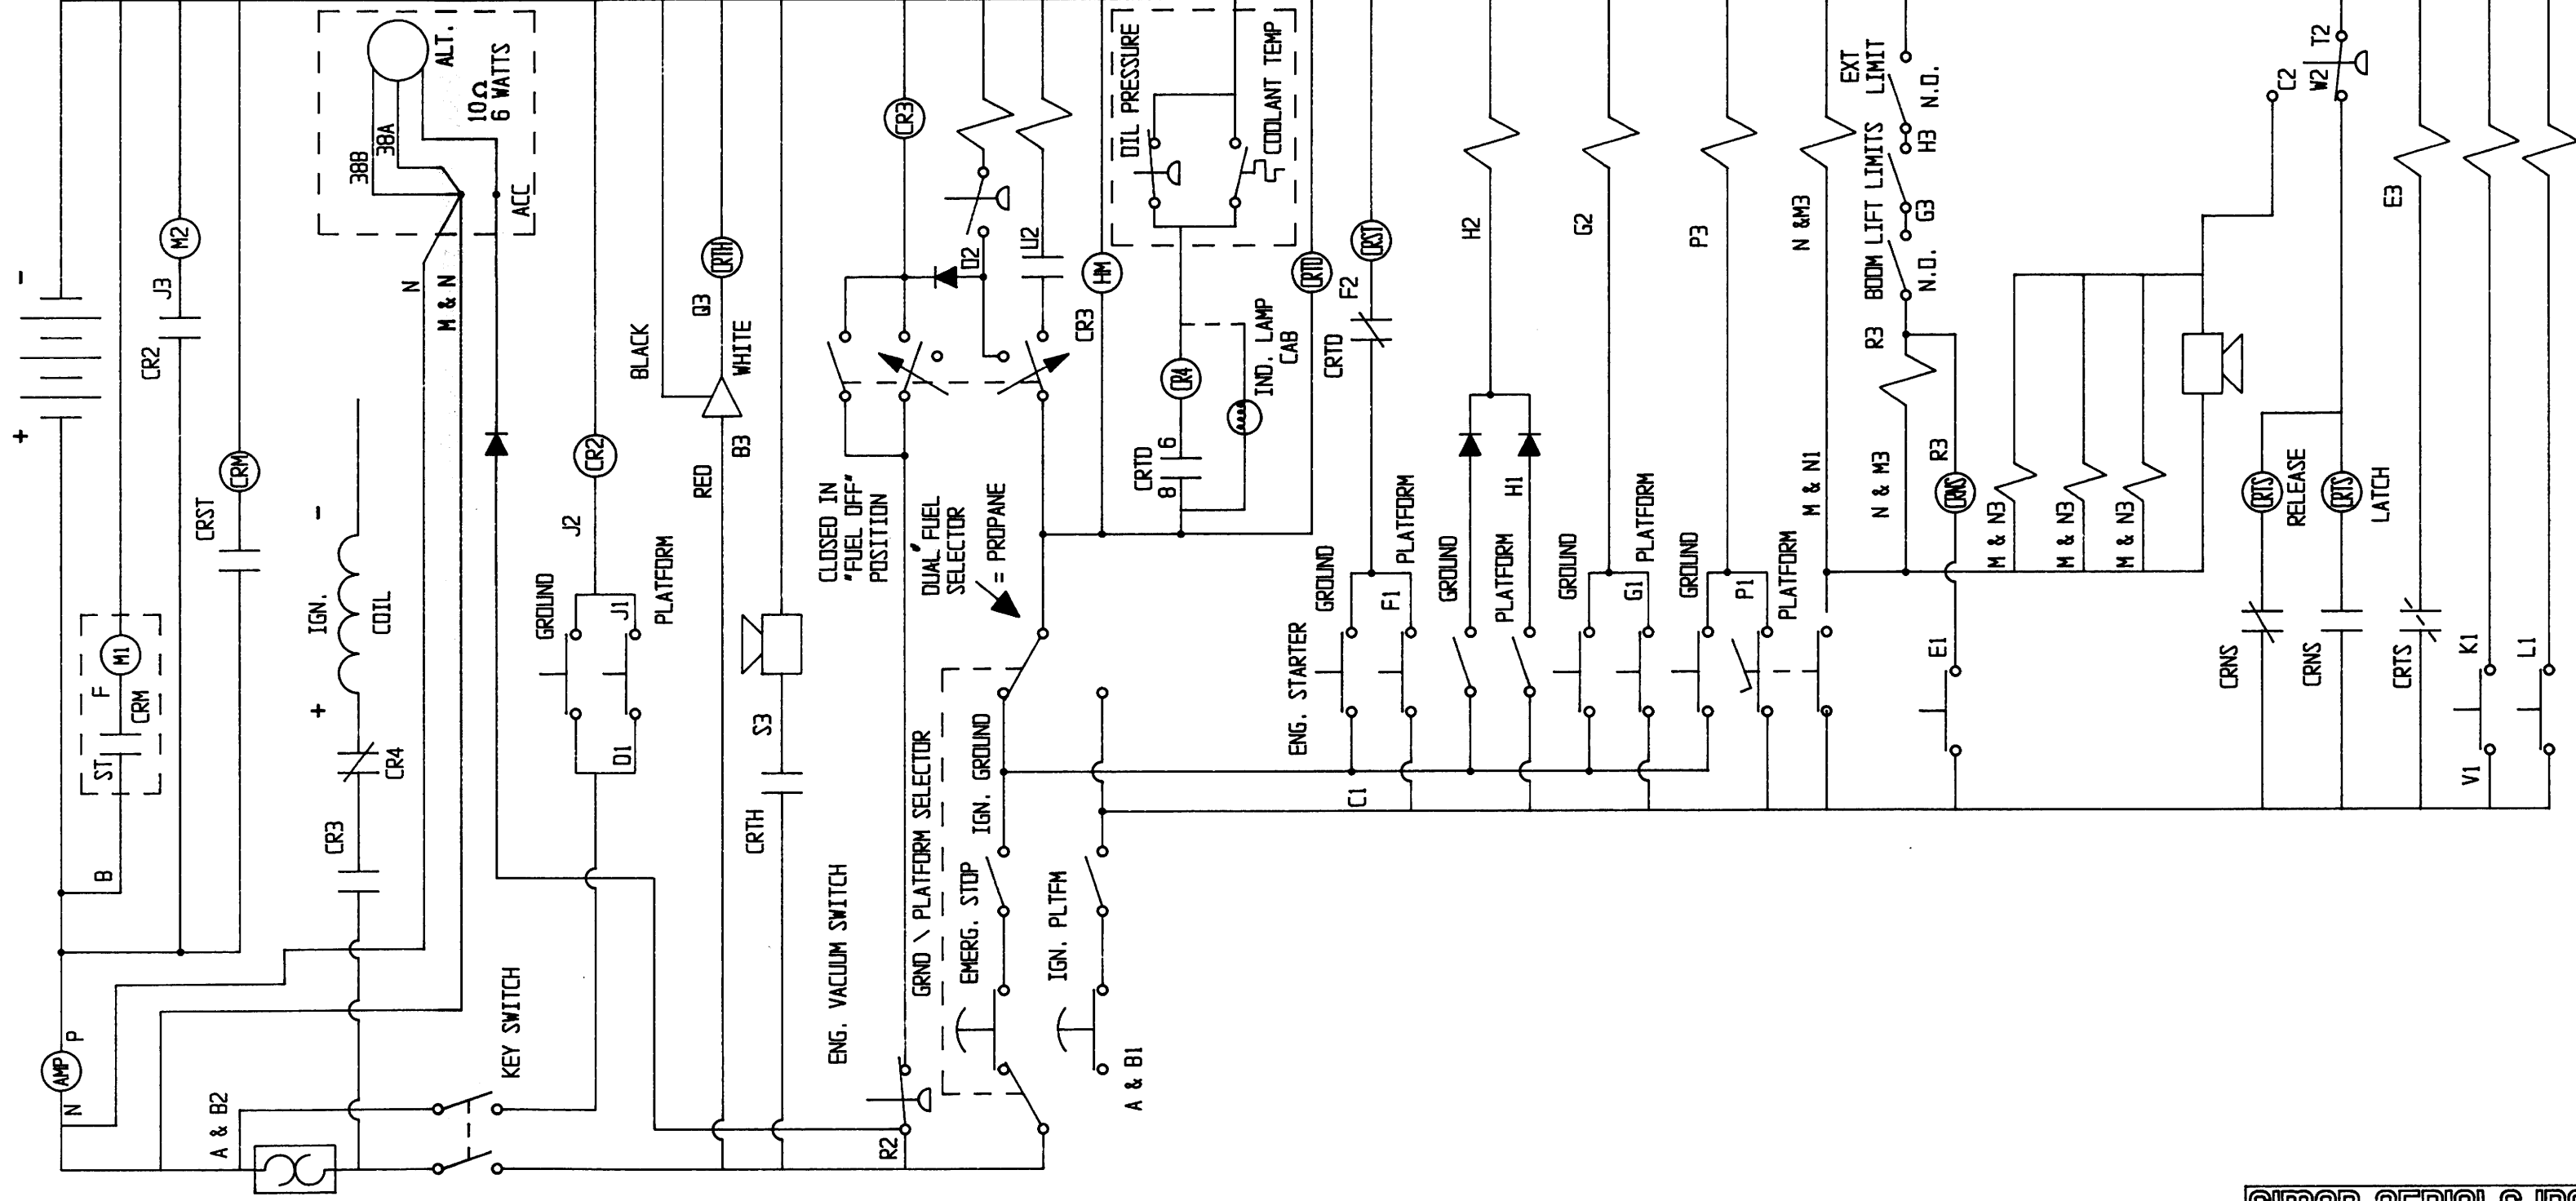 +
-
B
ST
F
M1
CRM
CR2
J3
M2
CRST
CRM
AMP
P
N
A & B2
IGN.
COIL
+
-
CR3
CR4
N
M & N
38B
38A
ALT.
10Ω
6 WATTS
ACC
KEY SWITCH
GROUND
D1
J1
J2
PLATFORM
CR2
BLACK
RED
B3
WHITE
Q3
CRTH
CRTH
S3
ENG. VACUUM SWITCH
R2
CLOSED IN
"FUEL OFF"
POSITION
CR3
GRND \ PLATFORM SELECTOR
DUAL FUEL
SELECTOR
= PROPANE
EMERG. STOP
IGN. GROUND
IGN. PLTFM
A & B1
O2
U2
CR3
HM
OIL PRESSURE
COOLANT TEMP
CRTD
8
6
CR4
IND. LAMP
CAB
CRTD
ENG. STARTER
GROUND
C1
F1
PLATFORM
CRTD
F2
CRST
GROUND
PLATFORM
H1
H2
GROUND
G1
PLATFORM
G2
GROUND
P1
PLATFORM
P3
M & N1
N &M3
N & M3
R3
BOOM LIFT LIMITS
EXT
LIMIT
N.O.
G3
H3
N.O.
E1
R3
CRNS
M & N3
M & N3
M & N3
C2
W2
T2
CRNS
CRTS
RELEASE
CRNS
CRTS
LATCH
CRTS
E3
V1
K1
L1